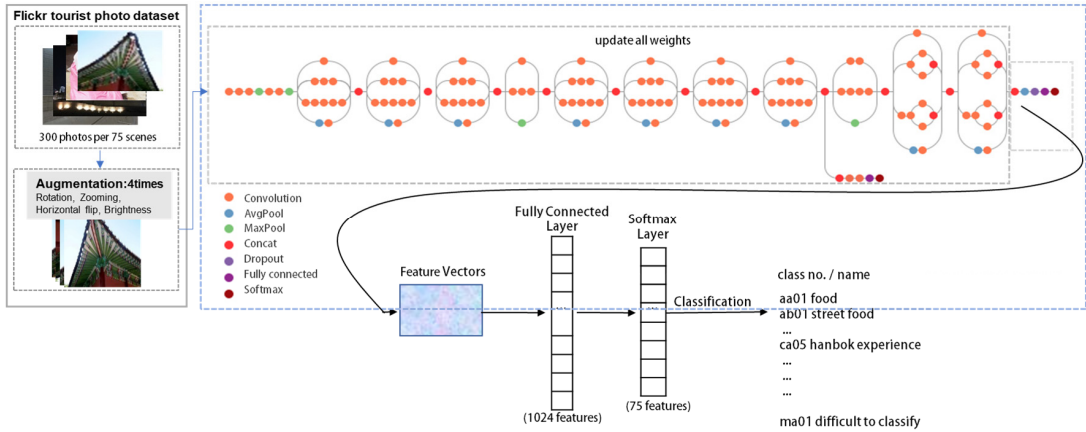 Flickr tourist photo dataset
300 photos per 75 scenes
Augmentation:4times
Rotation, Zooming,
Horizontal flip, Brightness
update all weights
Convolution
AvgPool
MaxPool
Concat
Dropout
Fully connected
Softmax
Feature Vectors
Fully Connected
Layer
...
(1024 features)
Softmax
Layer
...
(75 features)
Classification
class no. / name
aa01 food
ab01 street food
...
ca05 hanbok experience
...
...
...
ma01 difficult to classify